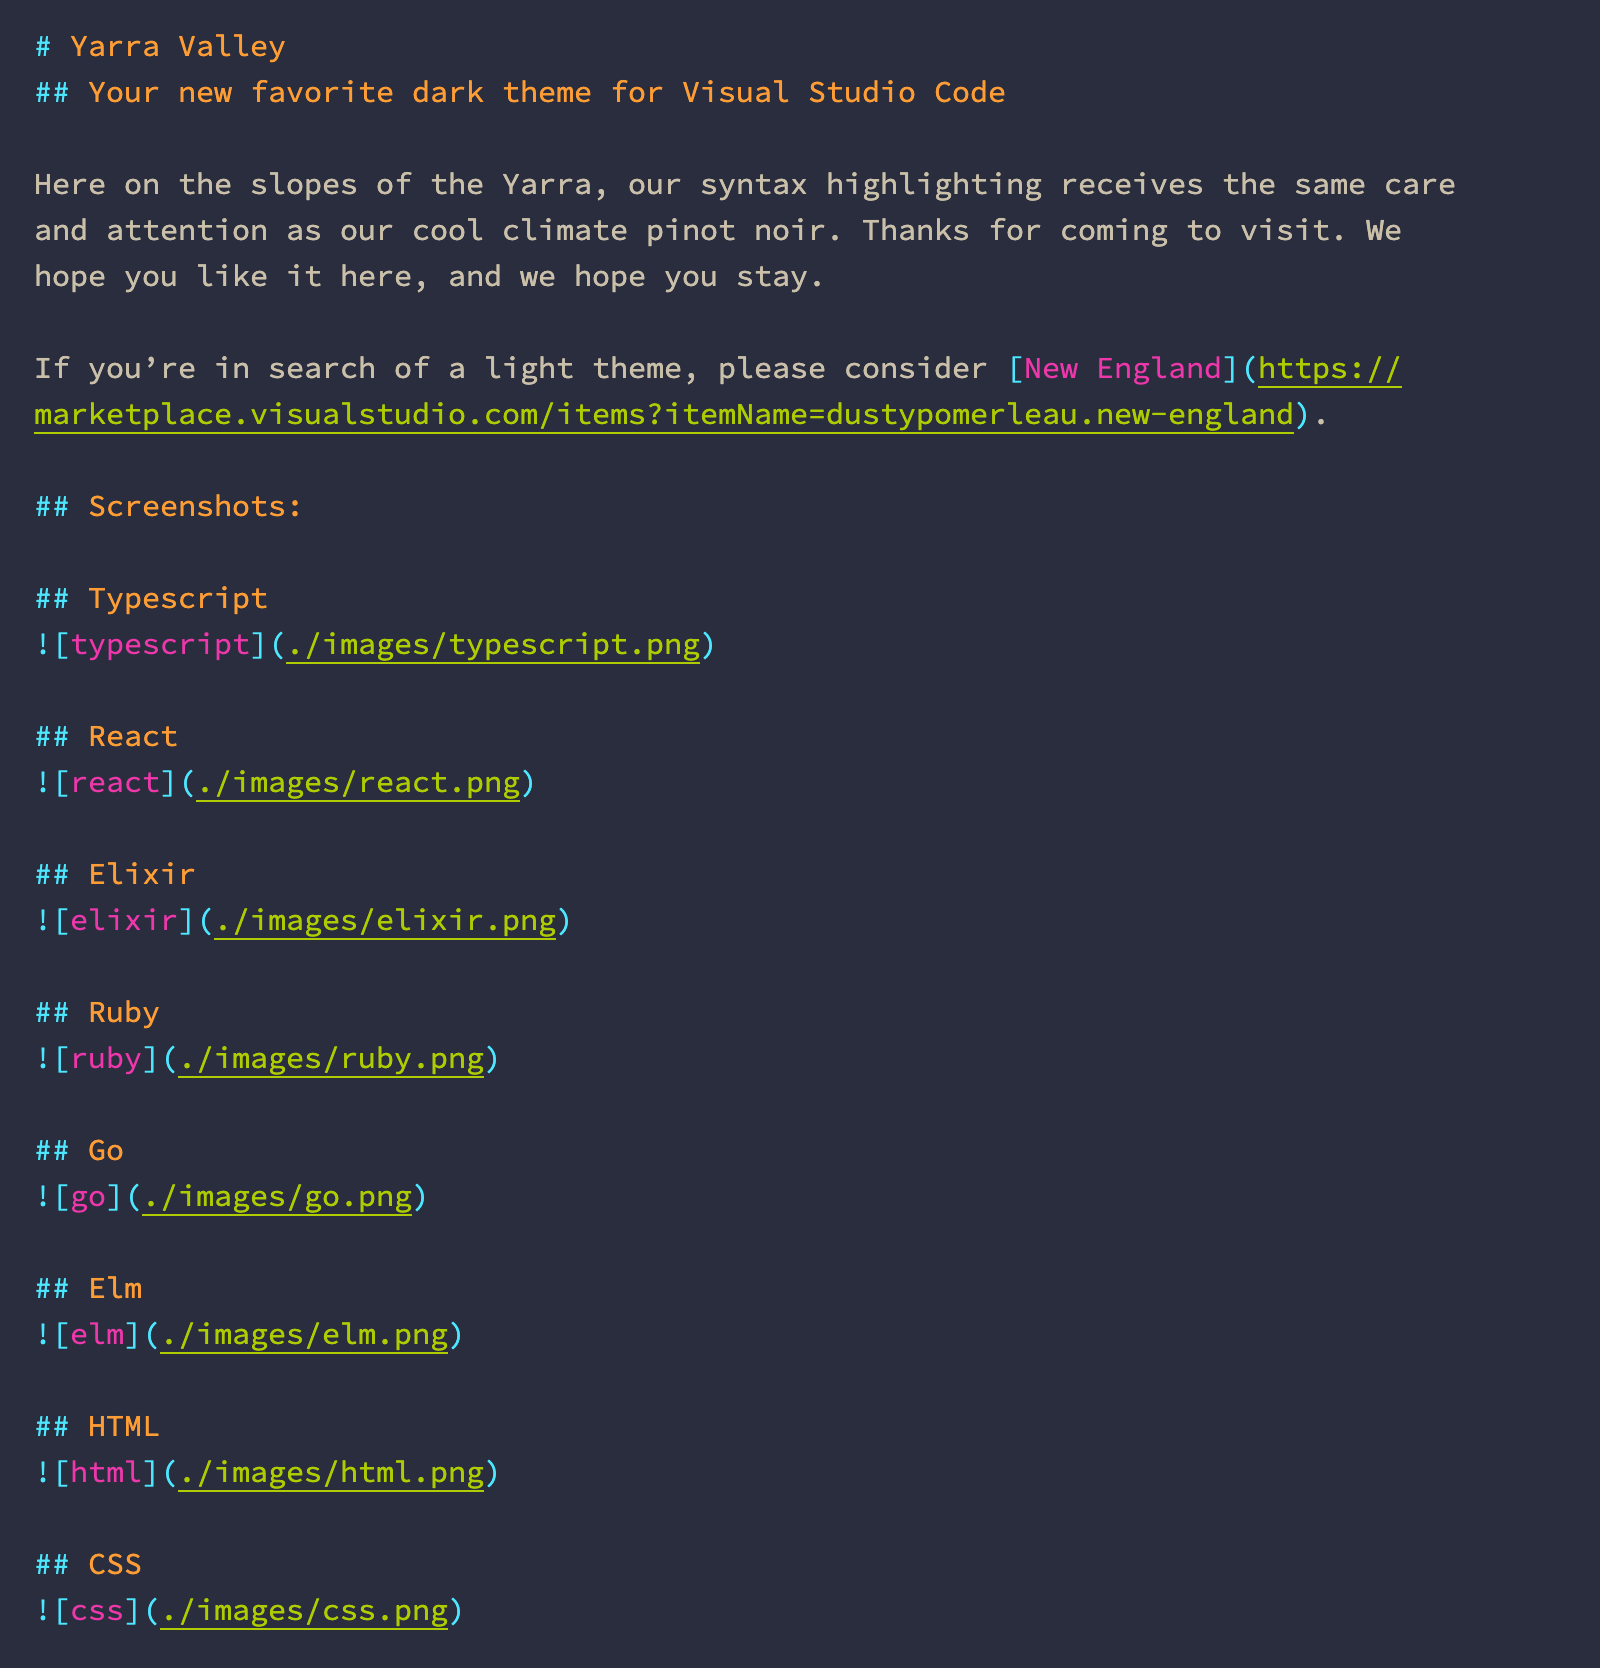 # Yarra Valley
## Your new favorite dark theme for Visual Studio Code
Here on the slopes of the Yarra, our syntax highlighting receives the same care
and attention as our cool climate pinot noir. Thanks for coming to visit. We
hope you like it here, and we hope you stay.
If you’re in search of a light theme, please consider [New England](https://
marketplace.visualstudio.com/items?itemName=dustypomerleau.new-england).
## Screenshots:
## Typescript
![typescript](./images/typescript.png)
## React
![react](./images/react.png)
## Elixir
![elixir](./images/elixir.png)
## Ruby
![ruby](./images/ruby.png)
## Go
![go](./images/go.png)
## Elm
![elm](./images/elm.png)
## HTML
![html](./images/html.png)
## CSS
![css](./images/css.png)